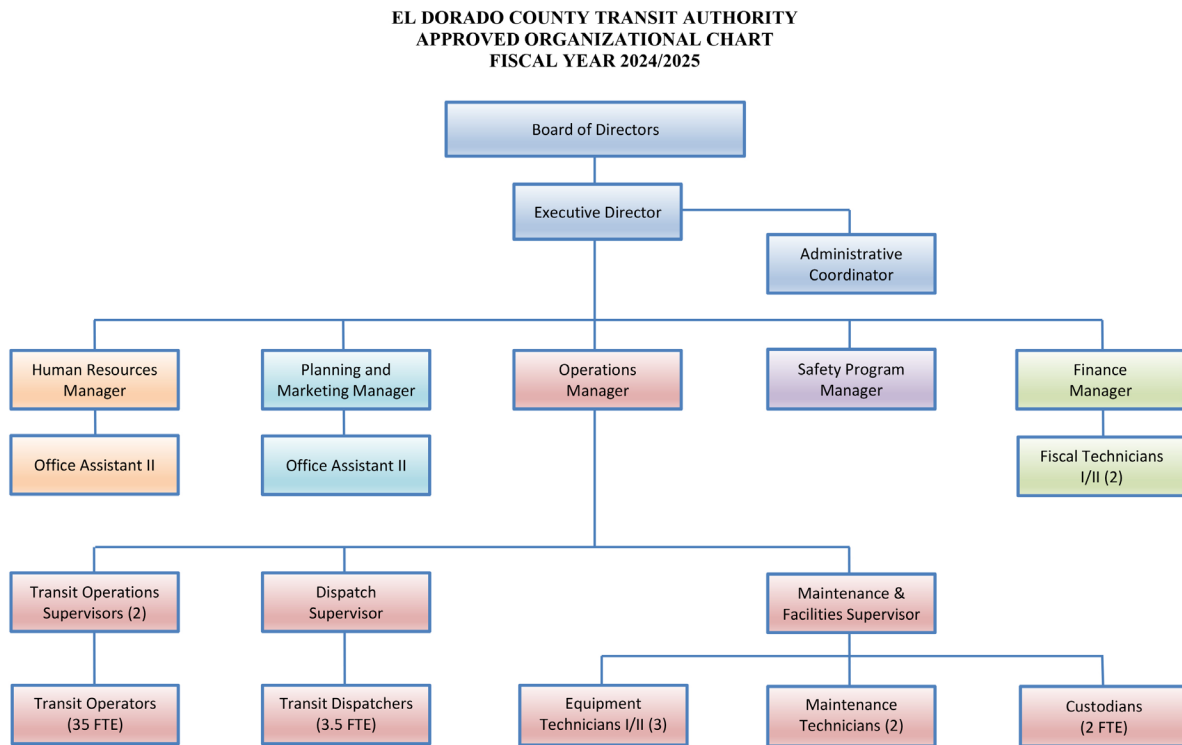 EL DORADO COUNTY TRANSIT AUTHORITY
APPROVED ORGANIZATIONAL CHART
FISCAL YEAR 2024/2025
Board of Directors
Executive Director
Administrative
Coordinator
Human Resources
Manager
Planning and
Marketing Manager
Operations
Manager
Safety Program
Manager
Finance
Manager
Office Assistant II
Office Assistant II
Fiscal Technicians
I/II (2)
Transit Operations
Supervisors (2)
Dispatch
Supervisor
Maintenance &
Facilities Supervisor
Transit Operators
(35 FTE)
Transit Dispatchers
(3.5 FTE)
Equipment
Technicians I/II (3)
Maintenance
Technicians (2)
Custodians
(2 FTE)